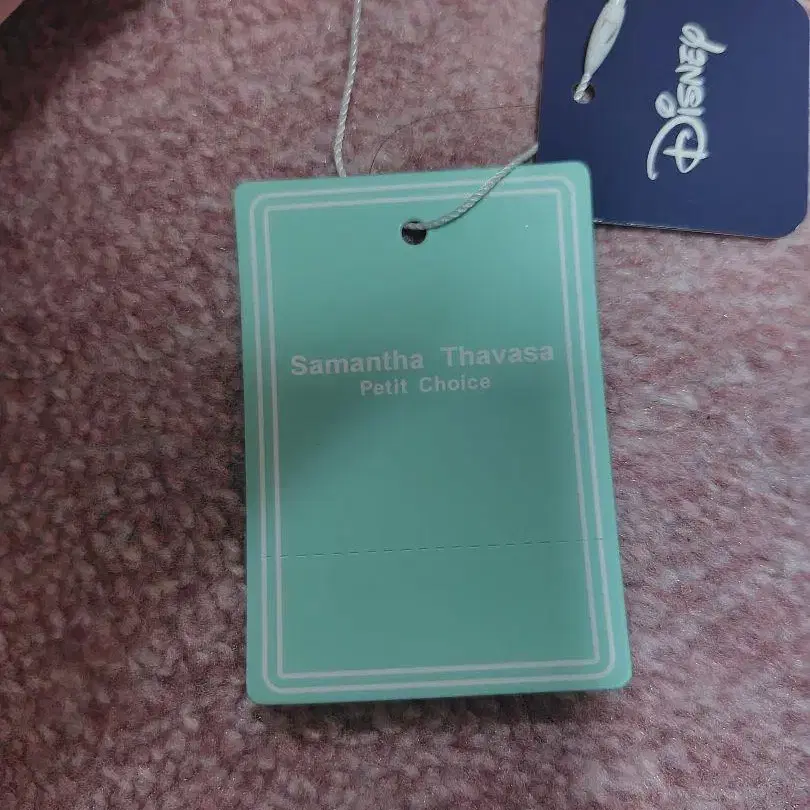 Disney
Samantha Thavasa
Petit Choice